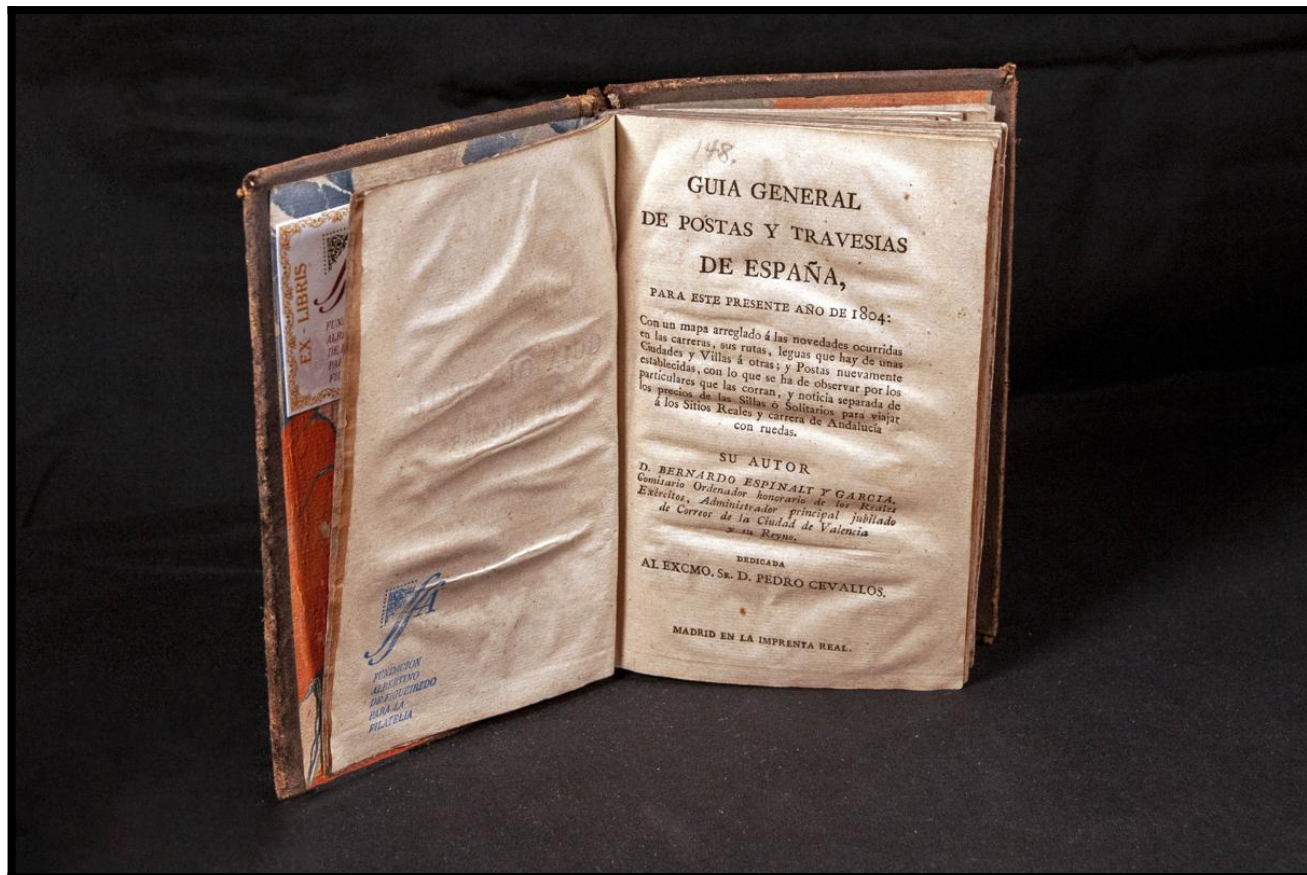 EX - LIBRIS
FUNDACION
ALBERTINO
DE FIGUEIREDO
PARA LA
FILATELIA
148.
GUIA GENERAL
DE POSTAS Y TRAVESIAS
DE ESPAÑA,
PARA ESTE PRESENTE AÑO DE 1804:
Con un mapa arreglado á las novedades ocurridas
en las carreras, sus rutas, leguas que hay de unas
Ciudades y Villas á otras; y Postas nuevamente
establecidas, con lo que se ha de observar por los
particulares que las corran, y noticia separada de
los precios de las Sillas ó Solitarios para viajar
á los Sitios Reales y carrera de Andalucía
con ruedas.
SU AUTOR
D. BERNARDO ESPINALT Y GARCIA,
Comisario Ordenador honorario de los Reales
Exércitos, Administrador principal jubilado
de Correos de la Ciudad de Valencia
y su Reyno.
DEDICADA
AL EXCMO. SR. D. PEDRO CEVALLOS.
MADRID EN LA IMPRENTA REAL.